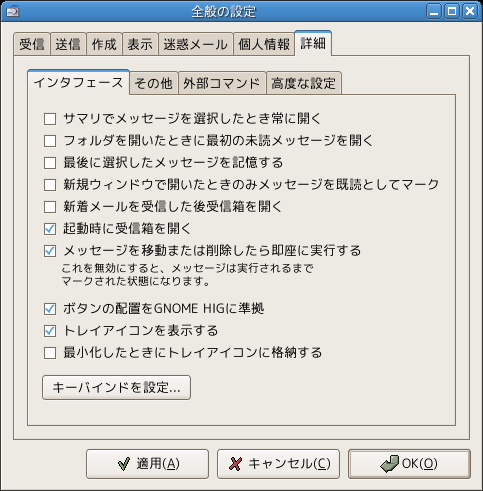 全般の設定
受信 送信 作成 表示 迷惑メール 個人情報 詳細
インタフェース その他 外部コマンド 高度な設定
サマリでメッセージを選択したとき常に開く
フォルダを開いたときに最初の未読メッセージを開く
最後に選択したメッセージを記憶する
新規ウィンドウで開いたときのみメッセージを既読としてマーク
新着メールを受信した後受信箱を開く
起動時に受信箱を開く
メッセージを移動または削除したら即座に実行する
これを無効にすると、メッセージは実行されるまで
マークされた状態になります。
ボタンの配置をGNOME HIGに準拠
トレイアイコンを表示する
最小化したときにトレイアイコンに格納する
キーバインドを設定...
適用(A) キャンセル(C) OK(O)